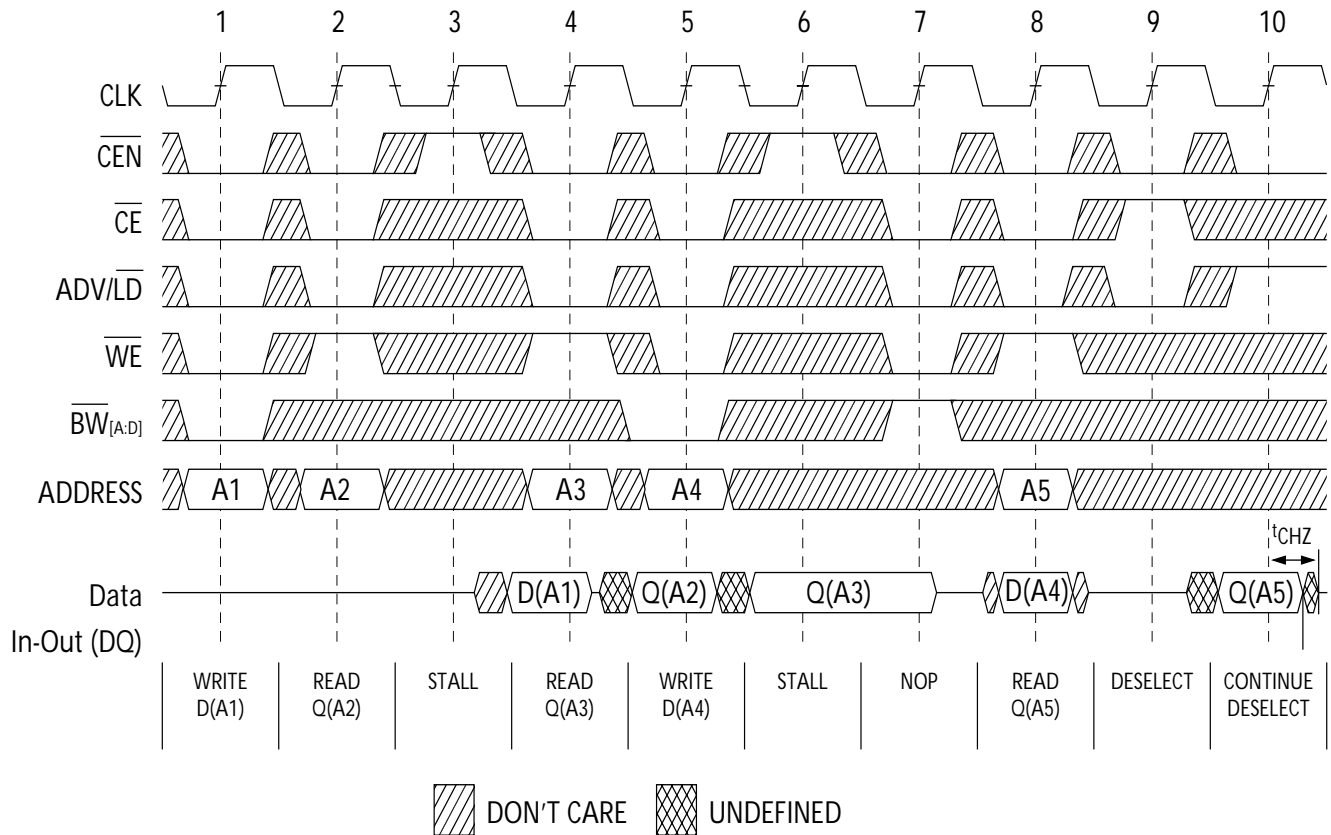 1 2 3 4 5 6 7 8 9 10
CLK
CEN
CE
ADV/LD
WE
BW[A:D]
ADDRESS A1 A2 A3 A4 A5
tCHZ
Data D(A1) Q(A2) Q(A3) D(A4) Q(A5)
In-Out (DQ)
WRITE READ STALL READ WRITE STALL NOP READ DESELECT CONTINUE
D(A1) Q(A2) Q(A3) D(A4) Q(A5) DESELECT
DON'T CARE UNDEFINED